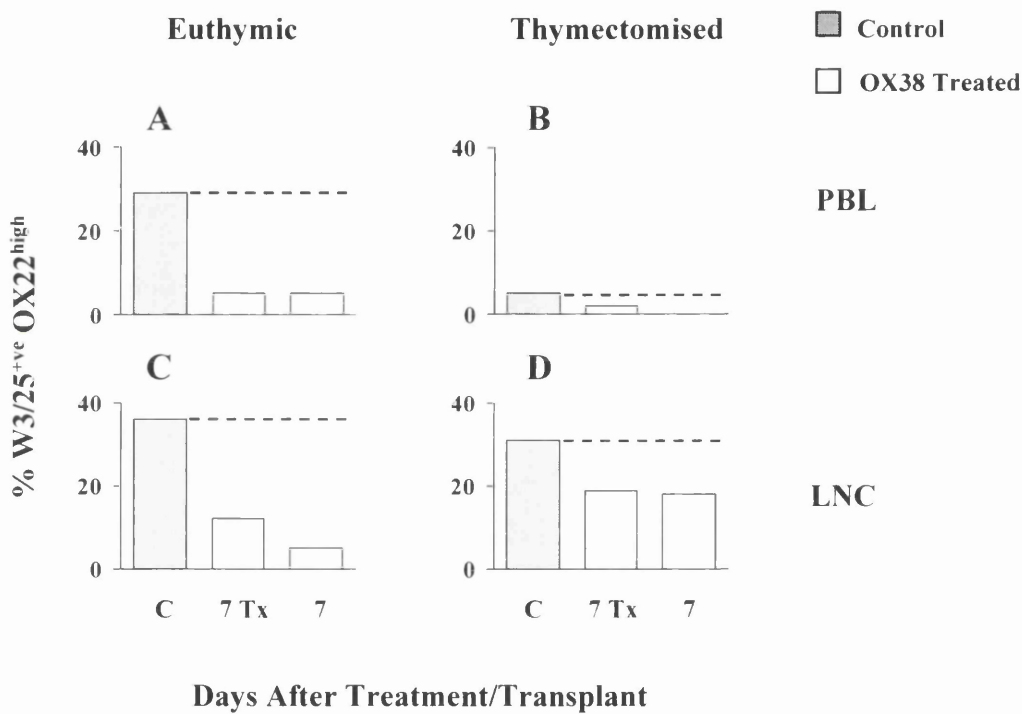 Euthymic
Thymectomised
Control
OX38 Treated
A
B
40
20
0
40
20
0
PBL
% W3/25+ve OX22high
C
D
40
20
0
40
20
0
LNC
C 7 Tx 7
C 7 Tx 7
Days After Treatment/Transplant